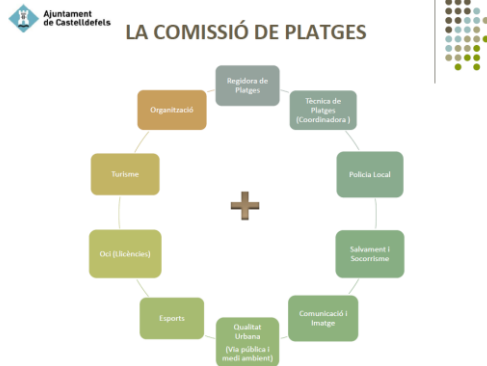 Ajuntament
de Castelldefels
LA COMISSIÓ DE PLATGES
Regidora de
Platges
Tècnica de
Platges
(Coordinadora )
Policia Local
Salvament i
Socorrisme
Comunicació i
Imatge
Qualitat
Urbana
(Via pública i
medi ambient)
Esports
Oci (Llicències)
Turisme
Organització